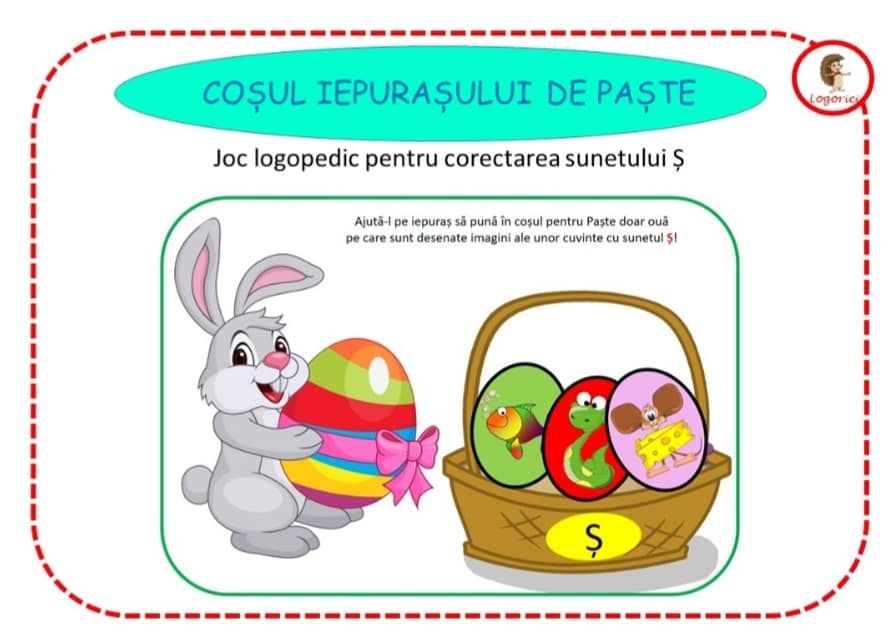 COȘUL IEPURAȘULUI DE PAȘTE
Logorici
Joc logopedic pentru corectarea sunetului Ș
Ajută-l pe iepuraș să pună în coșul pentru Paște doar ouă
pe care sunt desenate imagini ale unor cuvinte cu sunetul Ș!
Ș